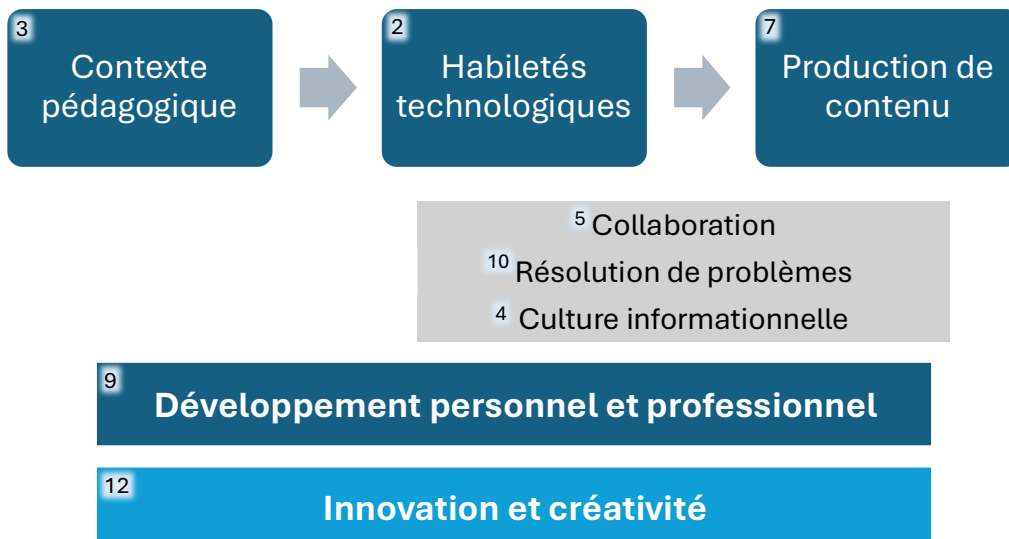 3
Contexte
pédagogique
2
Habiletés
technologiques
7
Production de
contenu
5 Collaboration
10 Résolution de problèmes
4 Culture informationnelle
9
Développement personnel et professionnel
12
Innovation et créativité